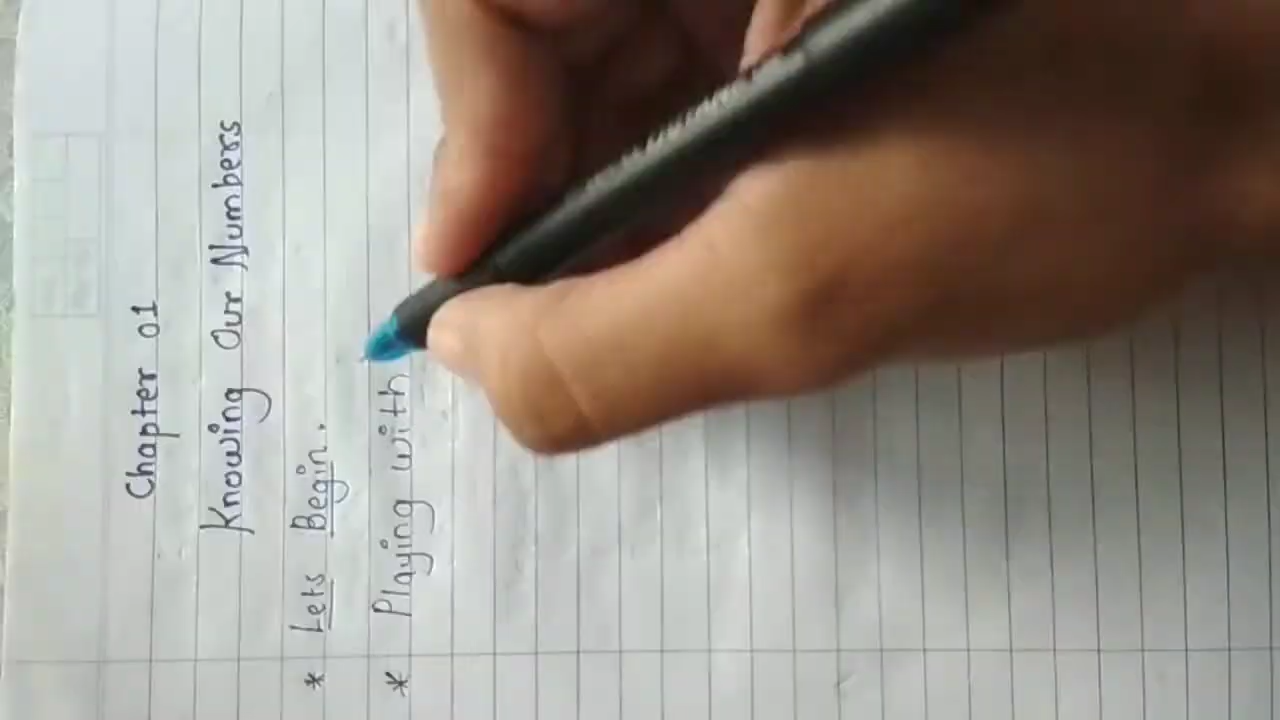 Chapter 01
Knowing Our Numbers
* Lets Begin.
* Playing with